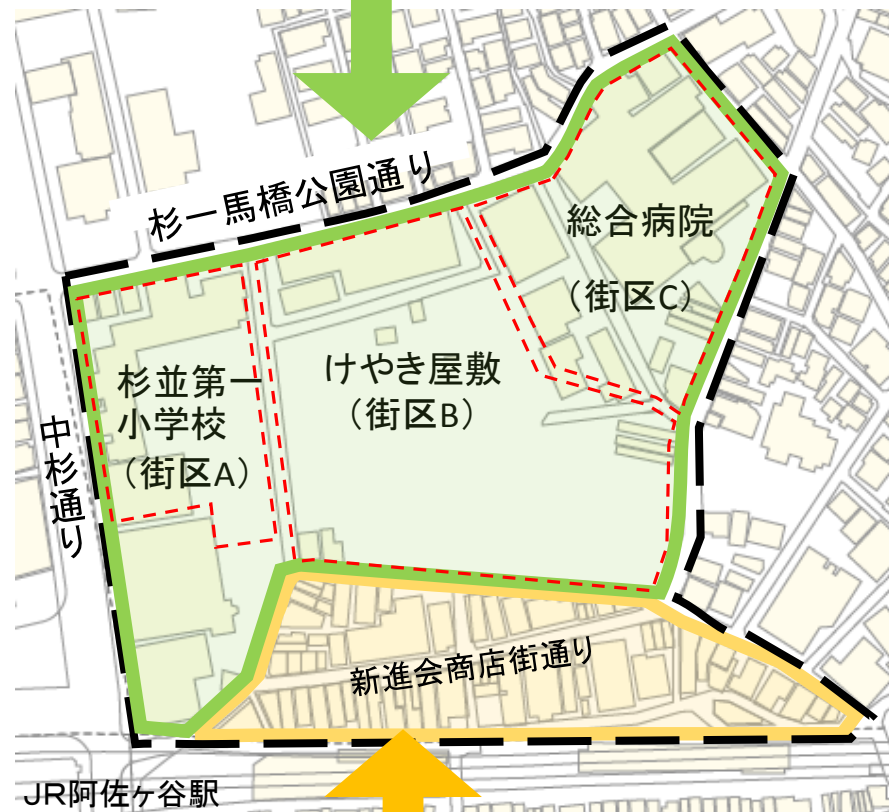 杉一馬橋公園通り
総合病院
（街区C）
けやき屋敷
（街区B）
杉並第一
小学校
（街区A）
中杉通り
新進会商店街通り
JR阿佐ヶ谷駅